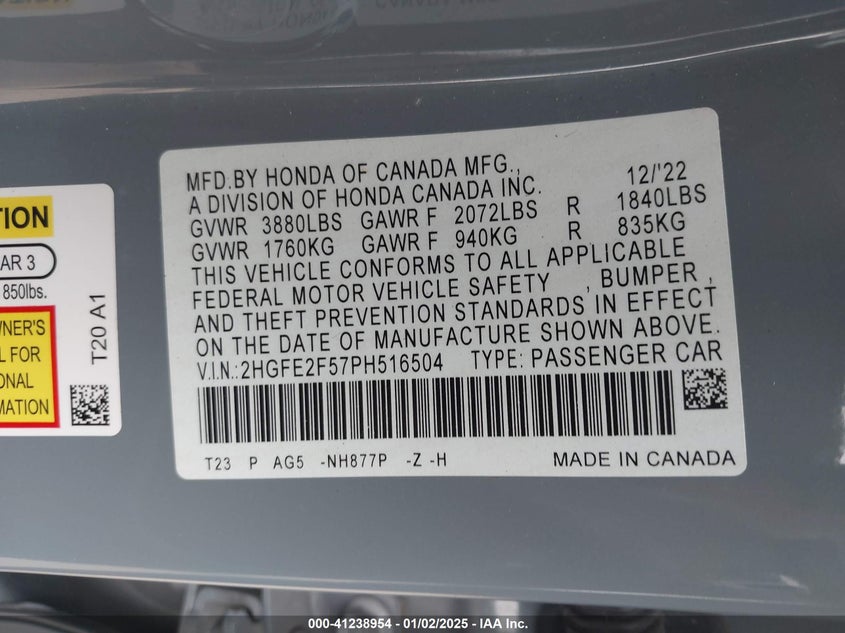 TION
AR 3
850lbs.
WNER'S
L FOR
ONAL
MATION
T20 A1
MFD.BY HONDA OF CANADA MFG., 12/'22
A DIVISION OF HONDA CANADA INC.
GVWR 3880LBS GAWR F 2072LBS R 1840LBS
GVWR 1760KG GAWR F 940KG R 835KG
THIS VEHICLE CONFORMS TO ALL APPLICABLE
FEDERAL MOTOR VEHICLE SAFETY , BUMPER ,
AND THEFT PREVENTION STANDARDS IN EFFECT
ON THE DATE OF MANUFACTURE SHOWN ABOVE.
V.I.N.:2HGFE2F57PH516504 TYPE: PASSENGER CAR
T23 P AG5 -NH877P -Z -H MADE IN CANADA
000-41238954 - 01/02/2025 - IAA Inc.